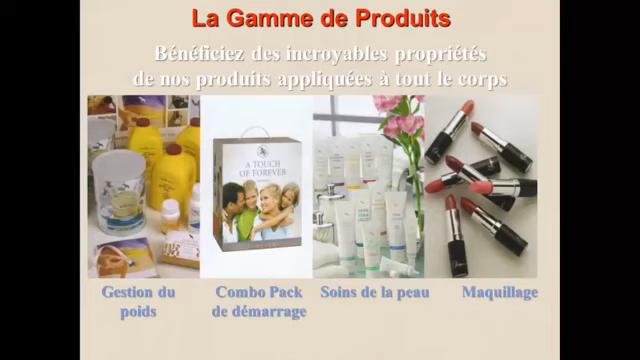 La Gamme de Produits
Bénéficiez des incroyables propriétés
de nos produits appliquées à tout le corps
A TOUCH
OF FOREVER
Gestion du
poids
Combo Pack
de démarrage
Soins de la peau
Maquillage